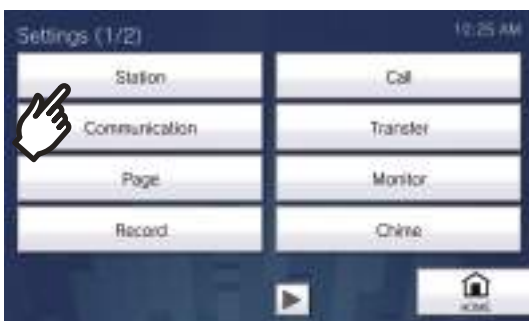 Settings (1/2) 10:25 AM
Station Call
Communication Transfer
Page Monitor
Record Chime
HOME